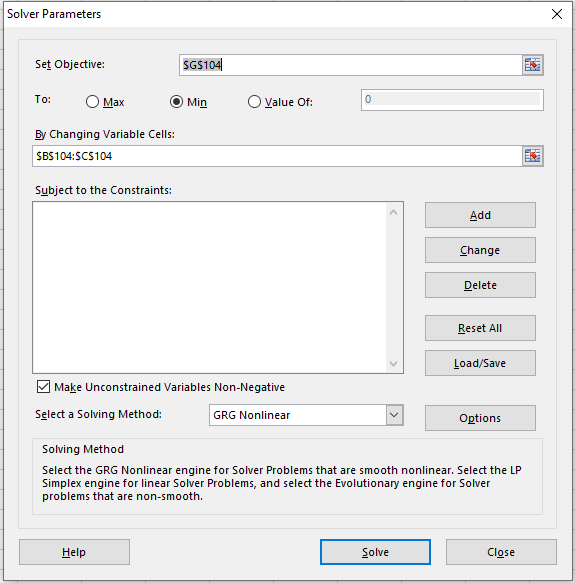 Solver Parameters
Set Objective:
$G$104
To:
Max
Min
Value Of:
0
By Changing Variable Cells:
$B$104:$C$104
Subject to the Constraints:
Add
Change
Delete
Reset All
Load/Save
Make Unconstrained Variables Non-Negative
Select a Solving Method:
GRG Nonlinear
Options
Solving Method
Select the GRG Nonlinear engine for Solver Problems that are smooth nonlinear. Select the LP
Simplex engine for linear Solver Problems, and select the Evolutionary engine for Solver
problems that are non-smooth.
Help
Solve
Close